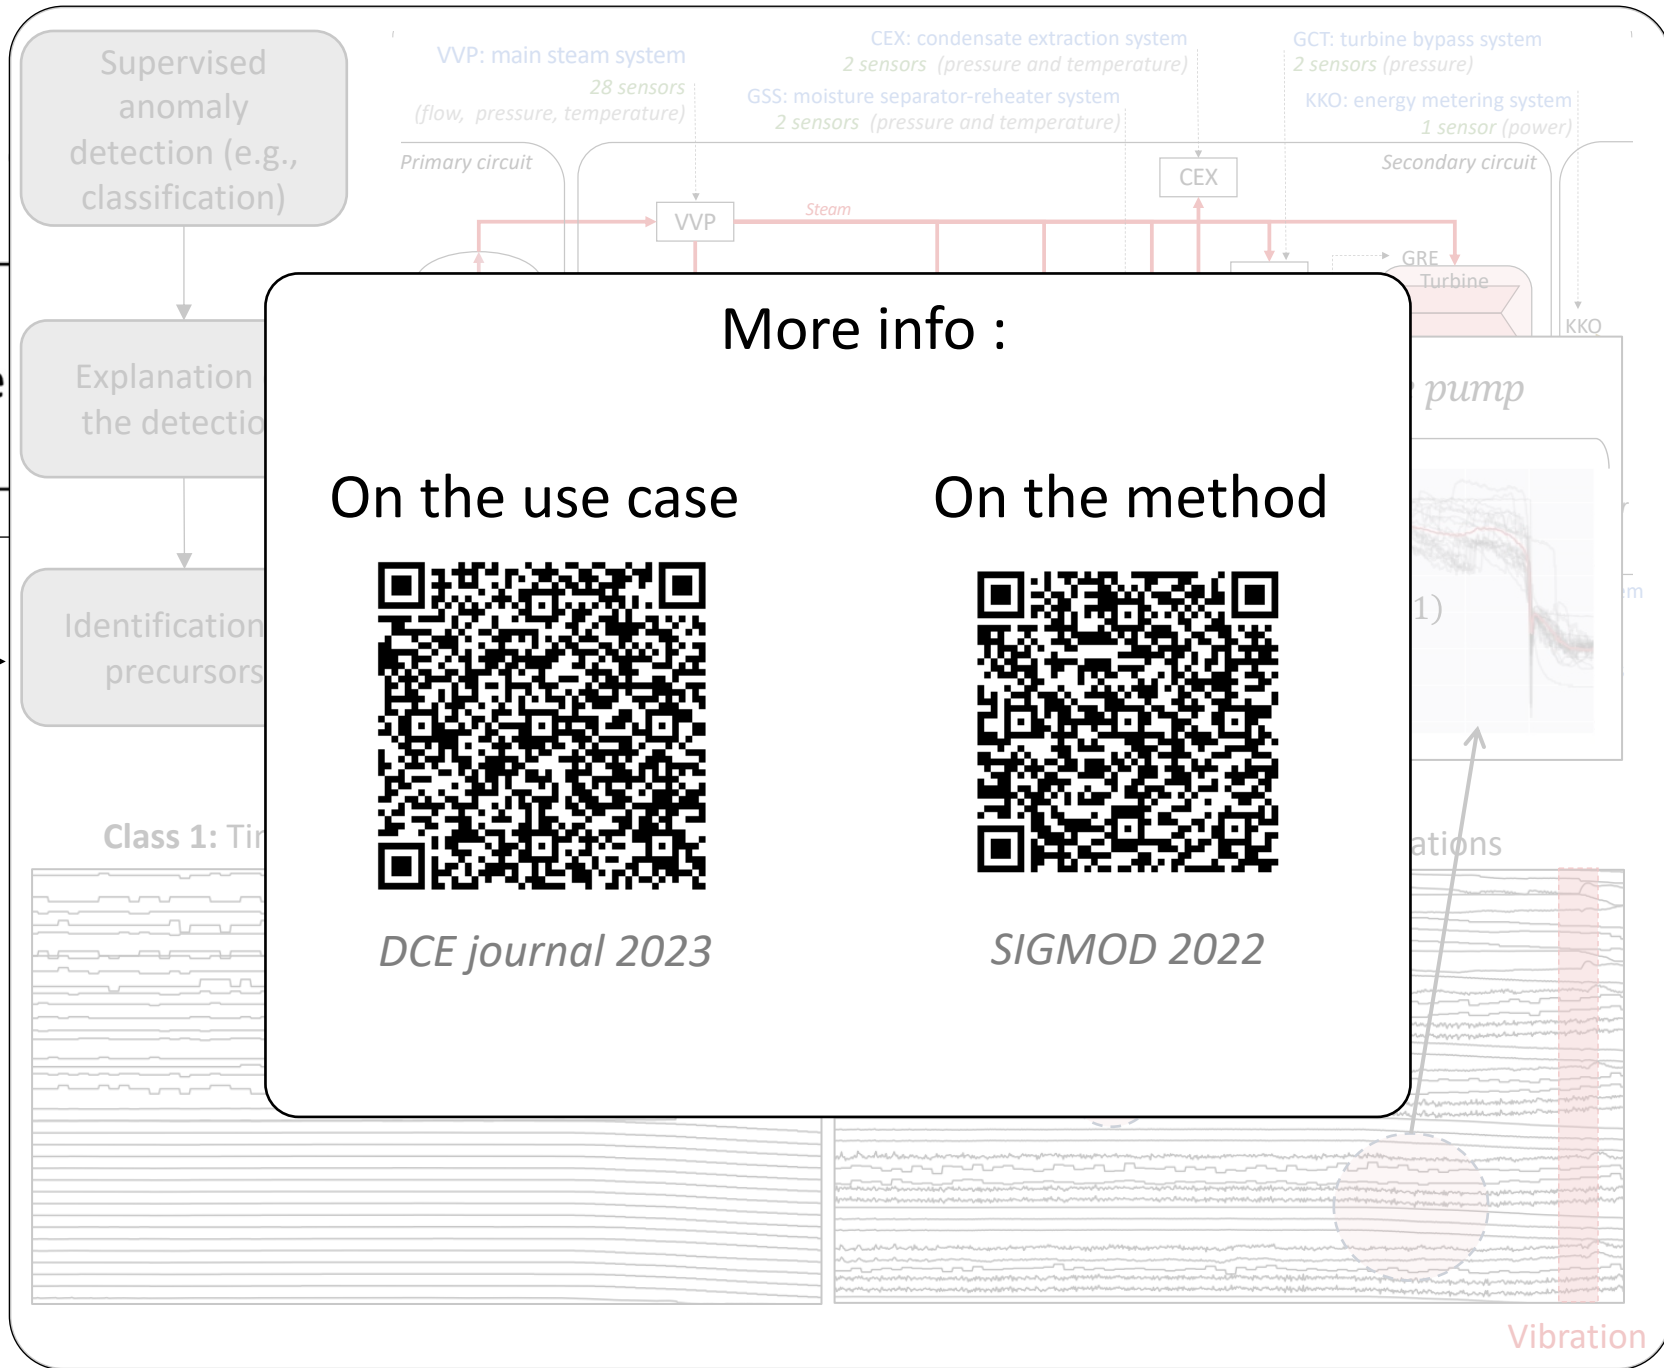 Supervised
anomaly
detection (e.g.,
classification)
Explanation
the detectio
Identification
precursors
VVP: main steam system
28 sensors
(flow, pressure, temperature)
CEX: condensate extraction system
2 sensors (pressure and temperature)
GSS: moisture separator-reheater system
2 sensors (pressure and temperature)
GCT: turbine bypass system
2 sensors (pressure)
KKO: energy metering system
1 sensor (power)
Primary circuit
Secondary circuit
CEX
VVP
Steam
GRE
Turbine
KKO
pump
1)
r
em
e
More info :
On the use case
On the method
DCE journal 2023
SIGMOD 2022
Class 1: Tir
ations
Vibration